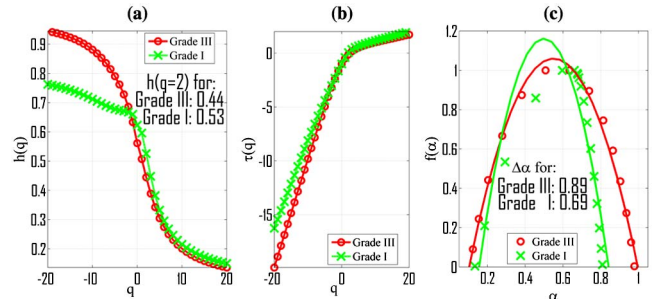 (a)
0.9
0.8
0.7
0.6
0.5
0.4
0.3
0.2
-20
-10
0
10
20
q
h(q)
Grade III
Grade I
h(q=2) for:
Grade III: 0.44
Grade I: 0.53
(b)
0
-5
-10
-15
-20
0
20
q
τ(q)
Grade III
Grade I
(c)
1.2
1
0.8
0.6
0.4
0.2
0
0.2
0.4
0.6
0.8
1
α
f(α)
Δα for:
Grade III: 0.89
Grade I: 0.69
Grade III
Grade I